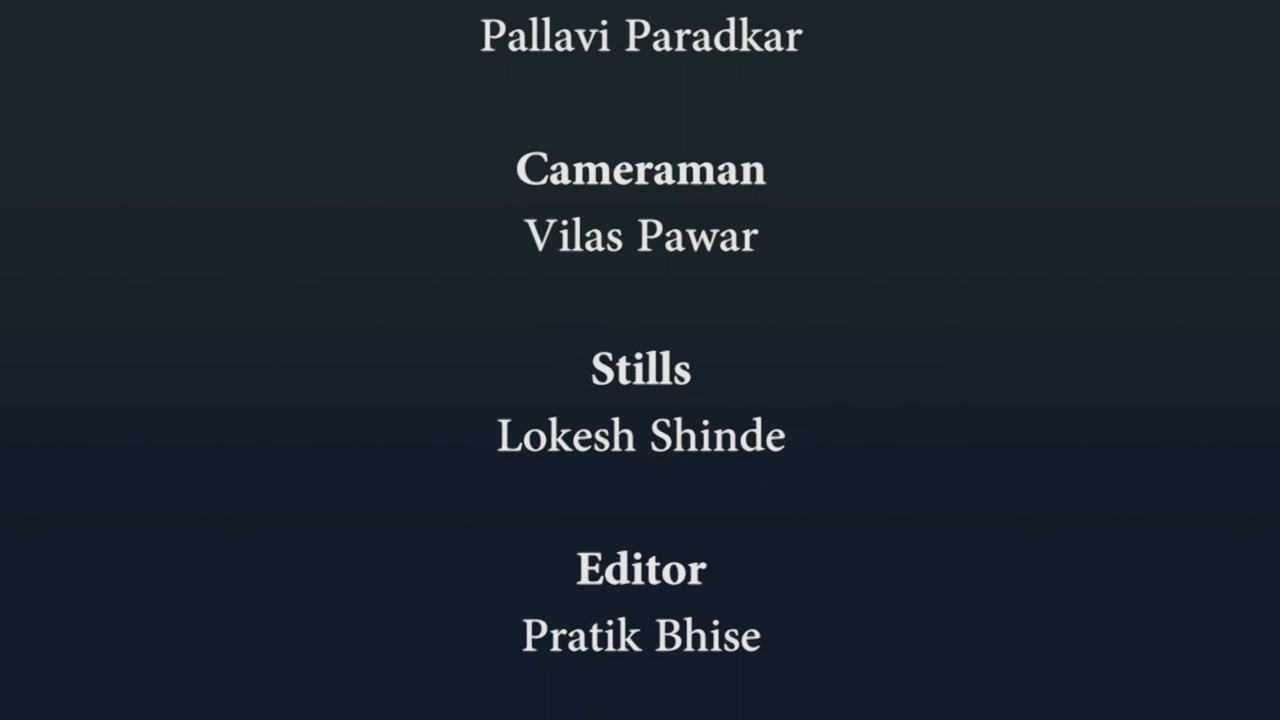 Pallavi Paradkar
Cameraman
Vilas Pawar
Stills
Lokesh Shinde
Editor
Pratik Bhise